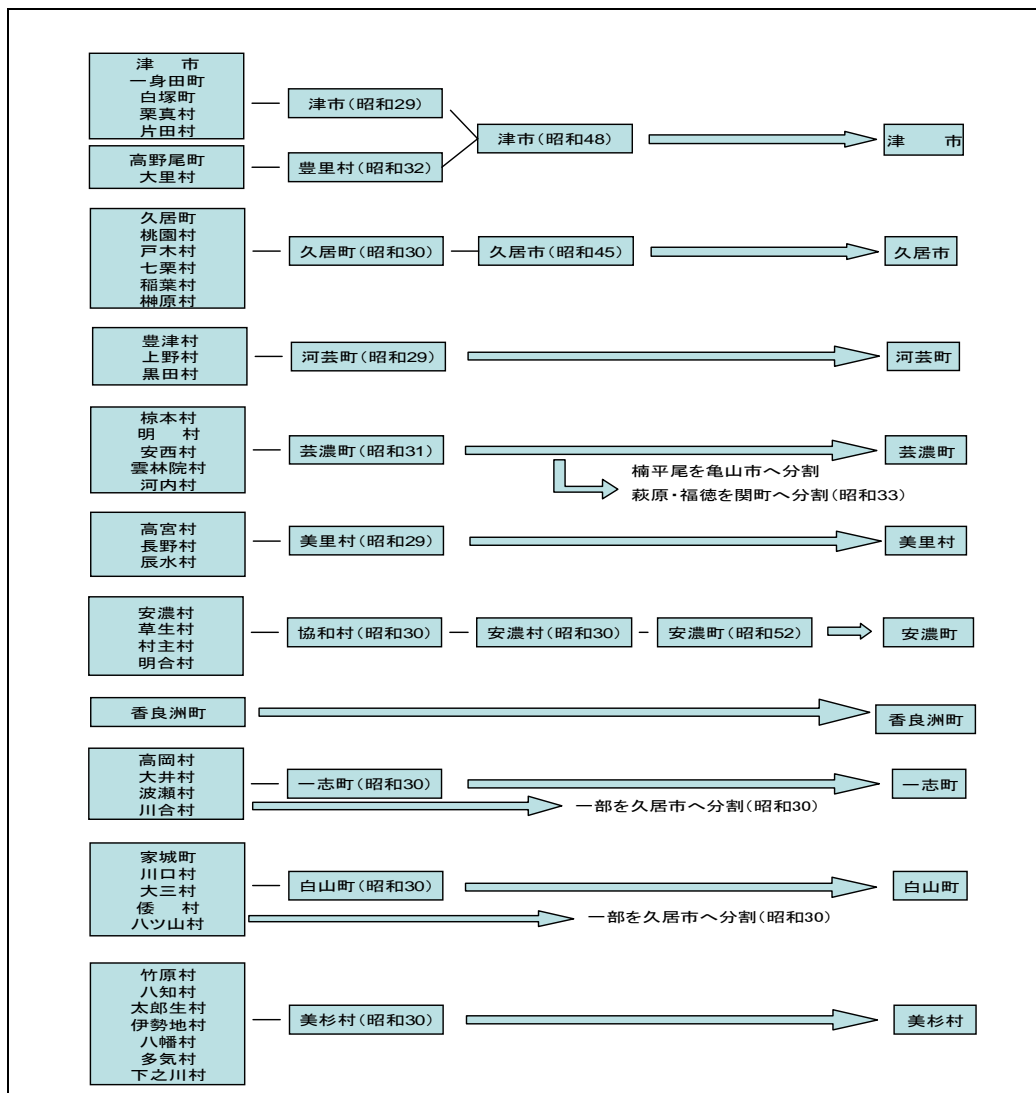 津　市
一身田町
白塚町
栗真村
片田村
津市(昭和29)
高野尾町
大里村
豊里村(昭和32)
津市(昭和48)
津　市
久居町
桃園村
戸木村
七栗村
稲葉村
榊原村
久居町(昭和30)
久居市(昭和45)
久居市
豊津村
上野村
黒田村
河芸町(昭和29)
河芸町
椋本村
明　村
安西村
雲林院村
河内村
芸濃町(昭和31)
芸濃町
楠平尾を亀山市へ分割
萩原・福徳を関町へ分割(昭和33)
高宮村
長野村
辰水村
美里村(昭和29)
美里村
安濃村
草生村
村主村
明合村
協和村(昭和30)
安濃村(昭和30)
安濃町(昭和52)
安濃町
香良洲町
香良洲町
高岡村
大井村
波瀬村
川合村
一志町(昭和30)
一志町
一部を久居市へ分割(昭和30)
家城町
川口村
大三村
倭　村
八ツ山村
白山町(昭和30)
白山町
一部を久居市へ分割(昭和30)
竹原村
八知村
太郎生村
伊勢地村
八幡村
多気村
下之川村
美杉村(昭和30)
美杉村